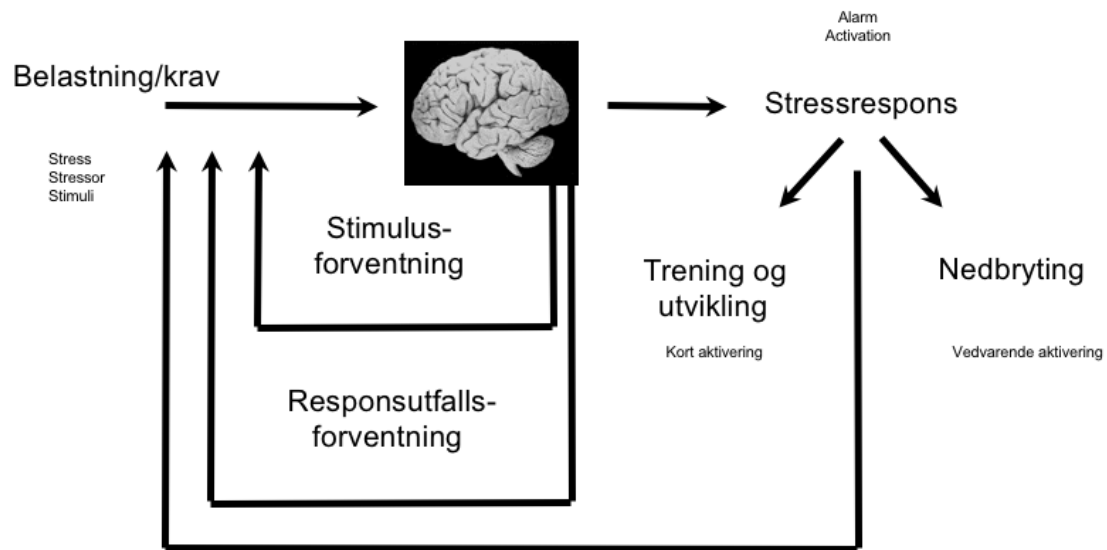 Alarm
Activation
Belastning/krav
Stressrespons
Stress
Stressor
Stimuli
Stimulus-
forventning
Trening og
utvikling
Nedbryting
Kort aktivering
Vedvarende aktivering
Responsutfalls-
forventning